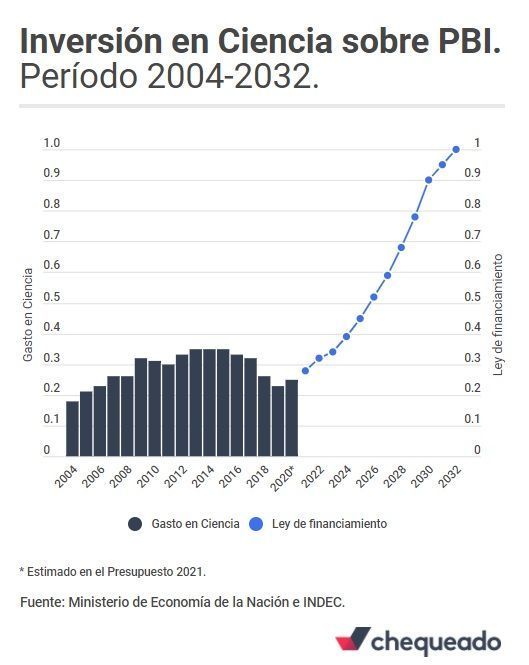 Inversión en Ciencia sobre PBI.
Período 2004-2032.
1.0 1
0.9 0.9
0.8 0.8
0.7 0.7
0.6 0.6
0.5 0.5
0.4 0.4
0.3 0.3
0.2 0.2
0.1 0.1
0 0
Gasto en Ciencia
Ley de financiamiento
2004 2006 2008 2010 2012 2014 2016 2018 2020* 2022 2024 2026 2028 2030 2032
Gasto en Ciencia Ley de financiamiento
* Estimado en el Presupuesto 2021.
Fuente: Ministerio de Economía de la Nación e INDEC.
chequeado